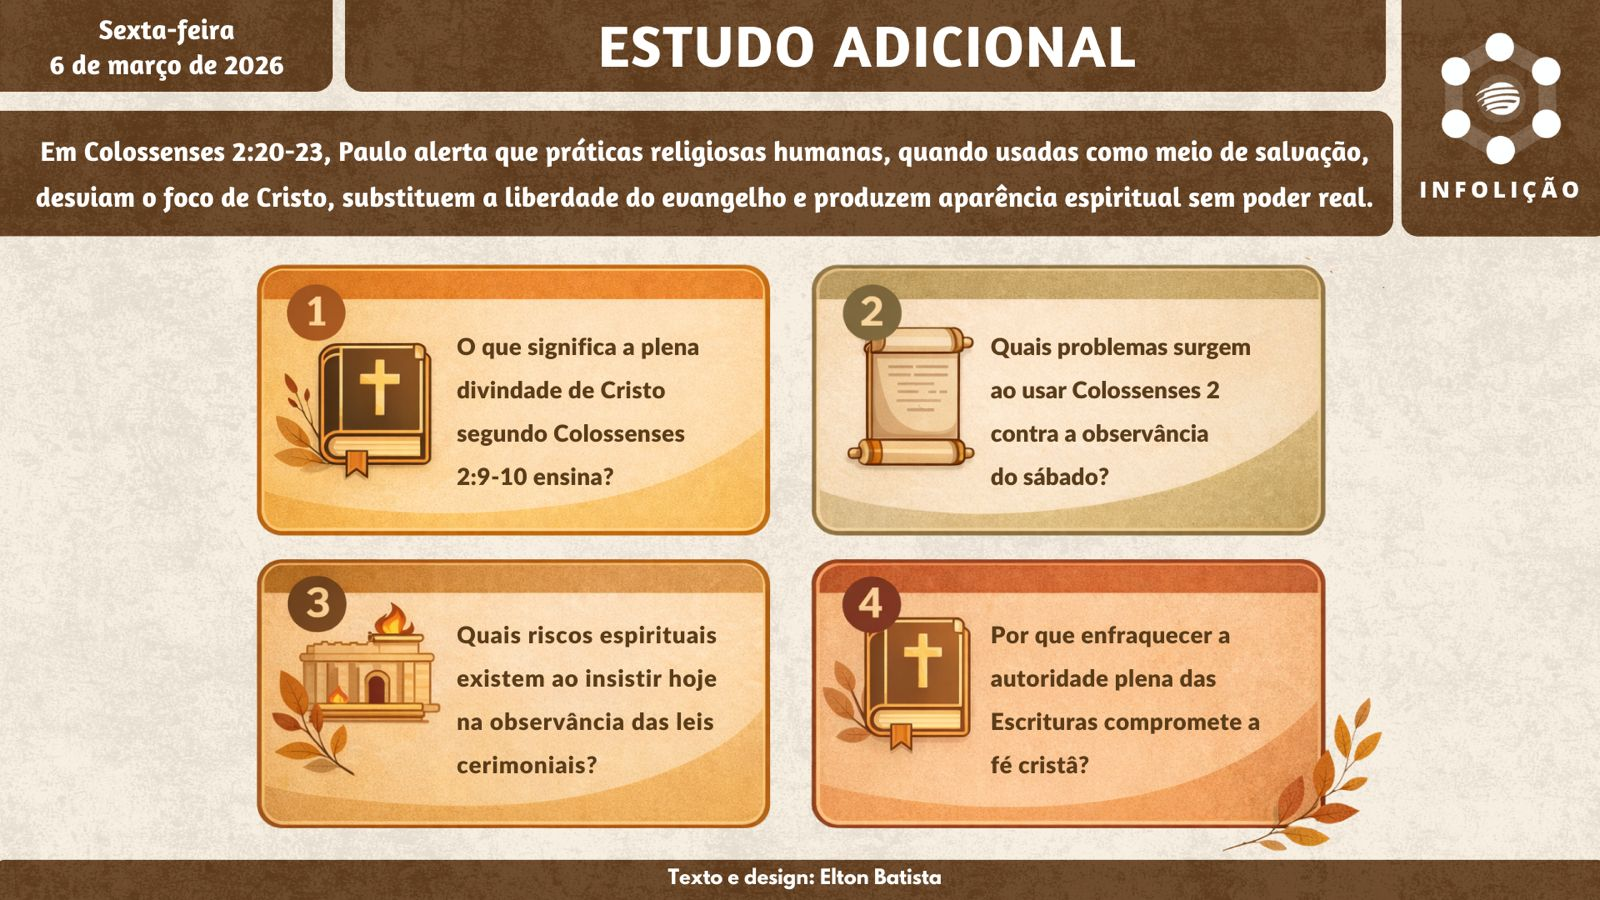 Sexta-feira
6 de março de 2026
ESTUDO ADICIONAL
Em Colossenses 2:20-23, Paulo alerta que práticas religiosas humanas, quando usadas como meio de salvação,
desviam o foco de Cristo, substituem a liberdade do evangelho e produzem aparência espiritual sem poder real.
INFOLIÇÃO
1
O que significa a plena
divindade de Cristo
segundo Colossenses
2:9-10 ensina?
2
Quais problemas surgem
ao usar Colossenses 2
contra a observância
do sábado?
3
Quais riscos espirituais
existem ao insistir hoje
na observância das leis
cerimoniais?
4
Por que enfraquecer a
autoridade plena das
Escrituras compromete a
fé cristâ?
Texto e design: Elton Batista